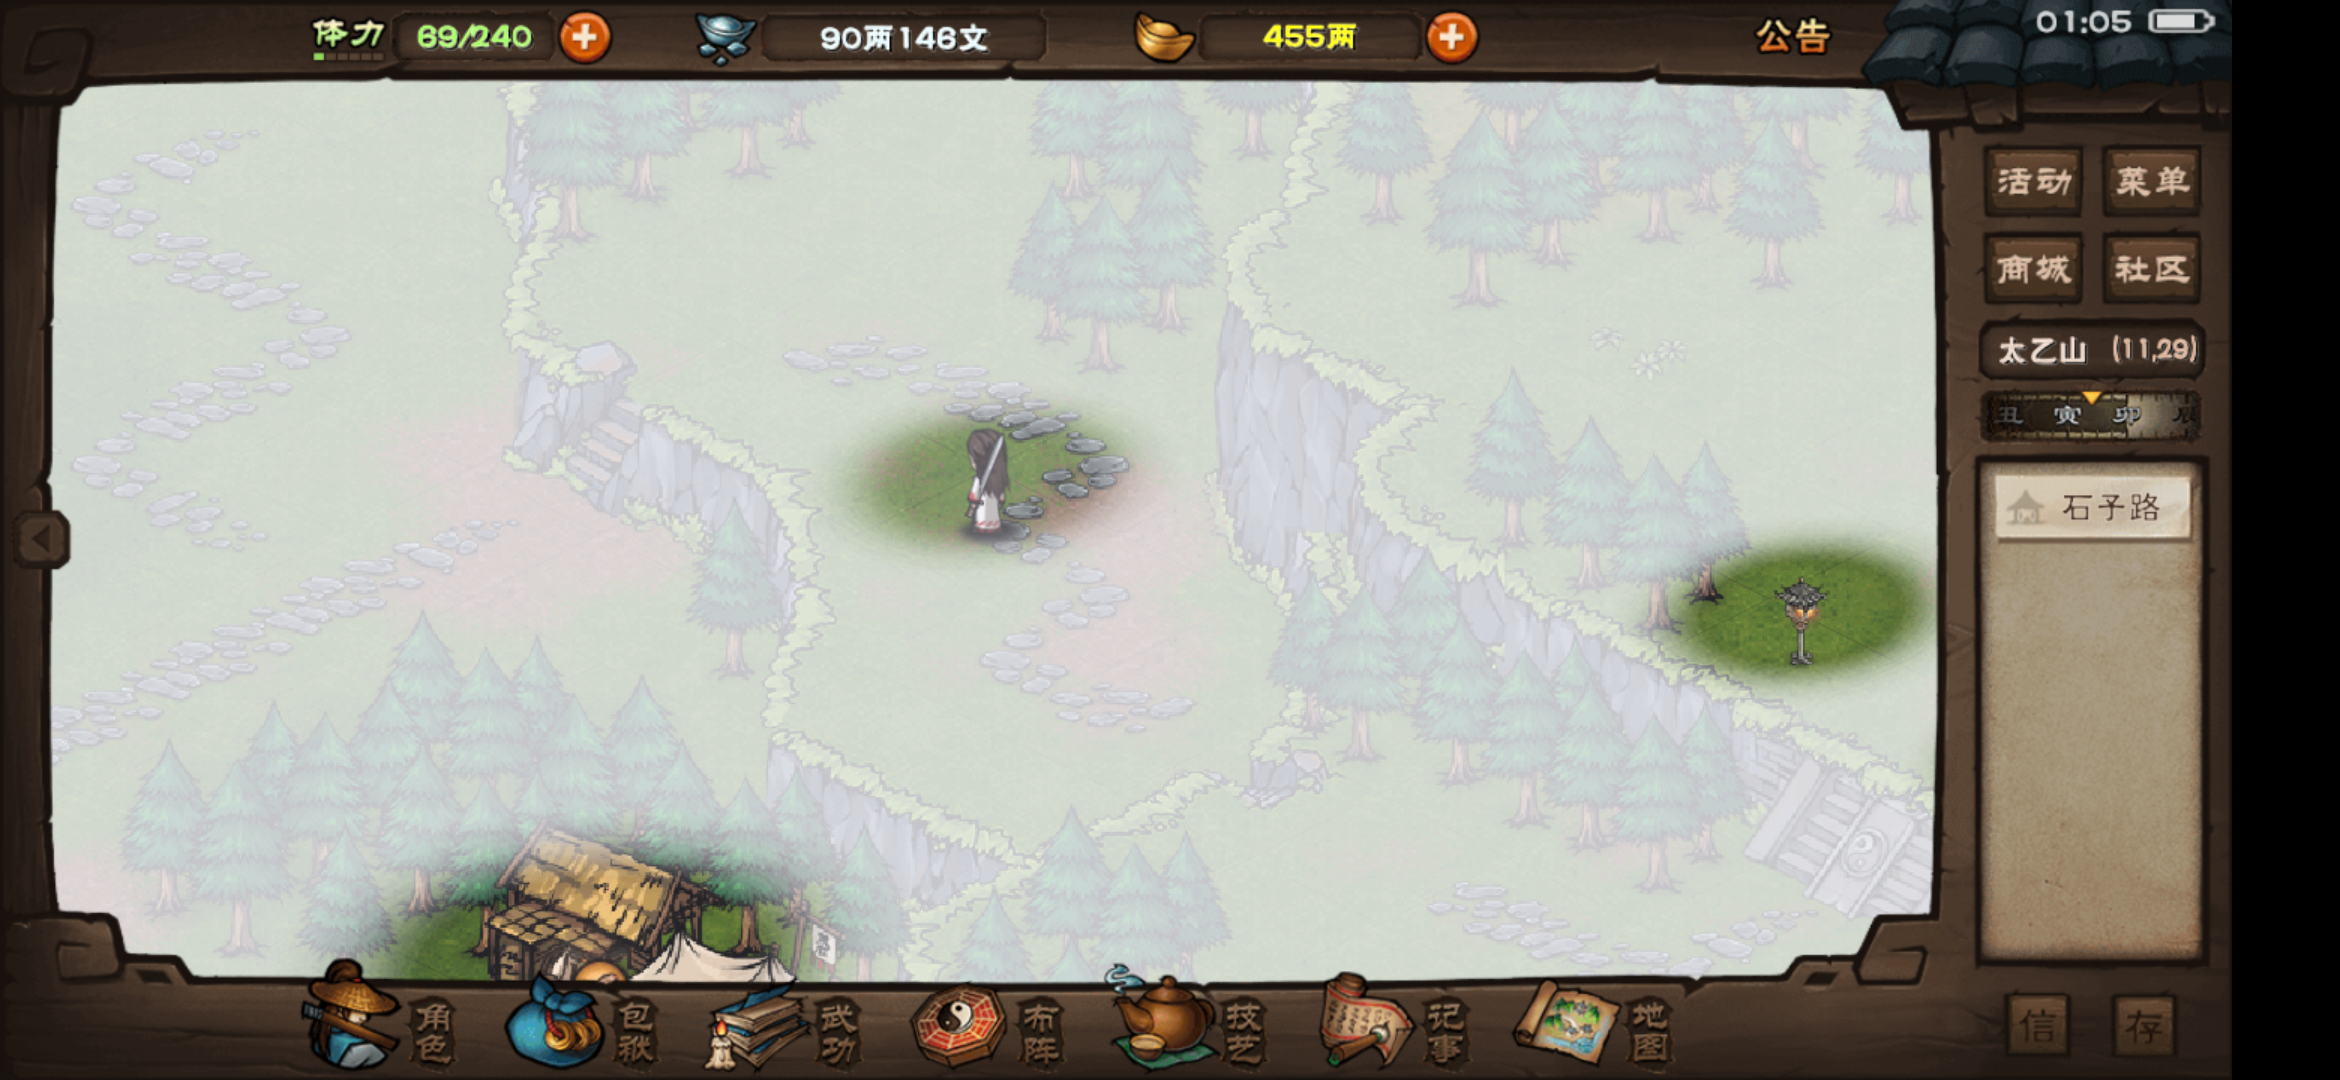 体力 69/240 90两146文 455两 公告 01:05
活动 菜单
商城 社区
太乙山 (11,29)
丑 寅 卯 辰
石予路
角色 包袱 武功 布阵 技艺 记事 地图
信 存